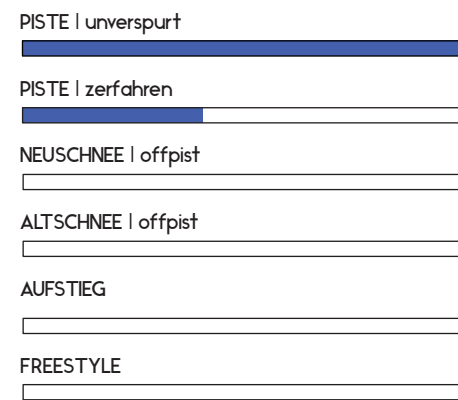 PISTE | unverspurt
PISTE | zerfahren
NEUSCHNEE | offpist
ALTSCHNEE | offpist
AUFSTIEG
FREESTYLE